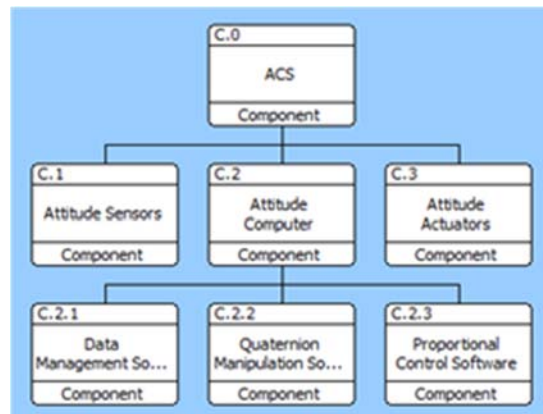 C.0
ACS
Component
C.1
Attitude Sensors
Component
C.2
Attitude
Computer
Component
C.3
Attitude
Actuators
Component
C.2.1
Data
Management So...
Component
C.2.2
Quaternion
Manipulation So...
Component
C.2.3
Proportional
Control Software
Component